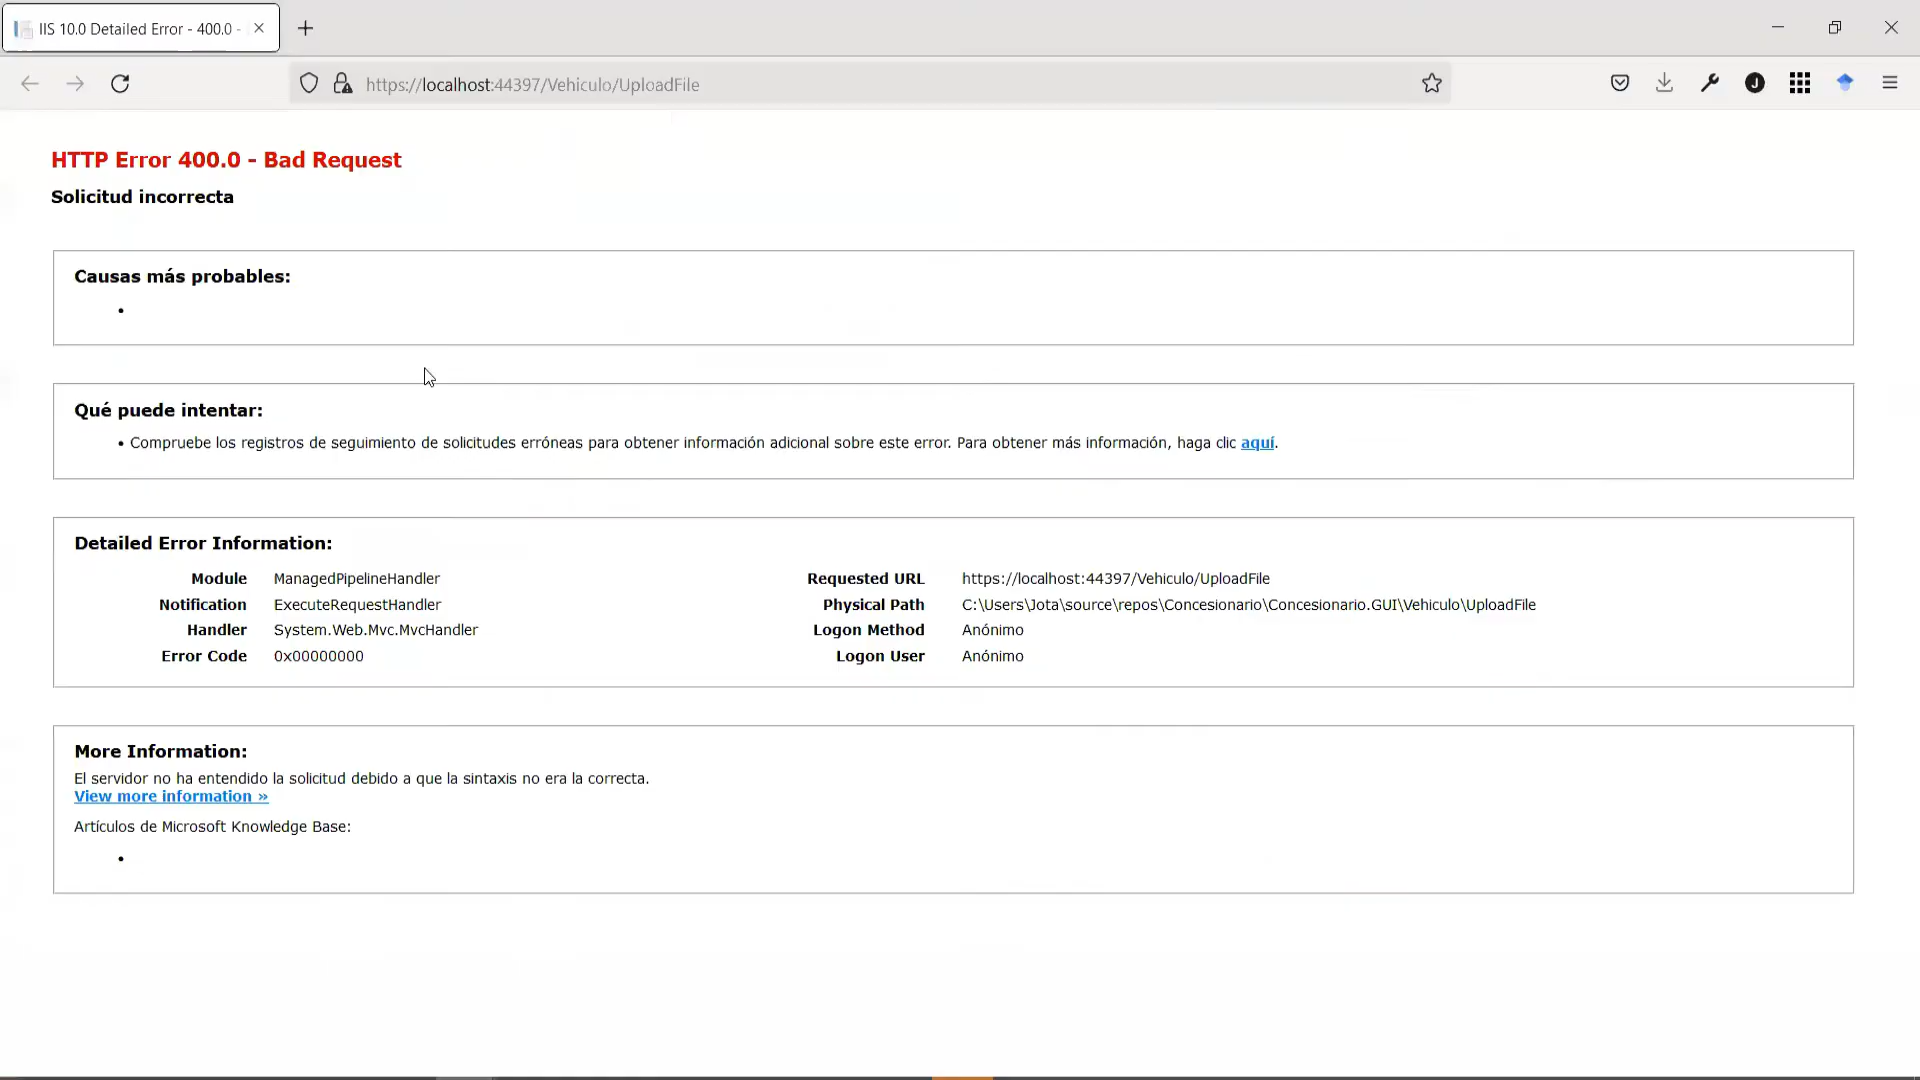 IIS 10.0 Detailed Error - 400.0 -
https://localhost:44397/Vehiculo/UploadFile
J
HTTP Error 400.0 - Bad Request
Solicitud incorrecta
Causas más probables:
•
Qué puede intentar:
• Compruebe los registros de seguimiento de solicitudes erróneas para obtener información adicional sobre este error. Para obtener más información, haga clic aquí.
Detailed Error Information:
Module ManagedPipelineHandler Requested URL https://localhost:44397/Vehiculo/UploadFile
Notification ExecuteRequestHandler Physical Path C:\Users\Jota\source\repos\Concesionario\Concesionario.GUI\Vehiculo\UploadFile
Handler System.Web.Mvc.MvcHandler Logon Method Anónimo
Error Code 0x00000000 Logon User Anónimo
More Information:
El servidor no ha entendido la solicitud debido a que la sintaxis no era la correcta.
View more information »
Artículos de Microsoft Knowledge Base:
•